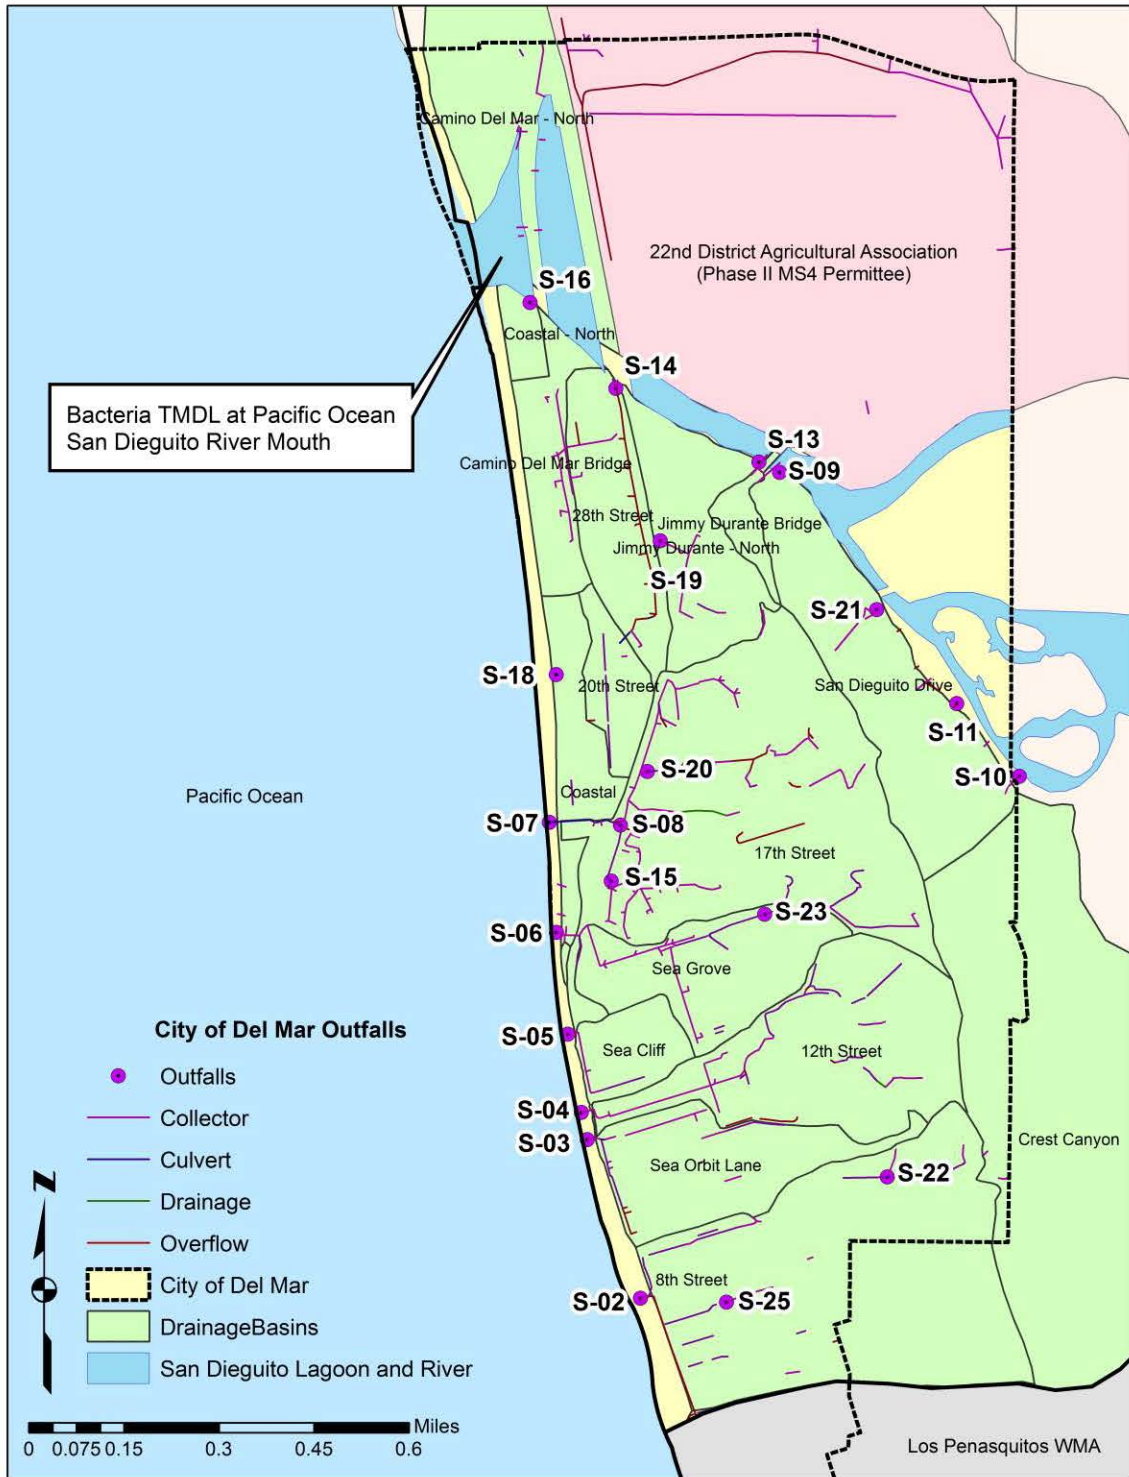 Camino Del Mar - North
22nd District Agricultural Association
(Phase II MS4 Permittee)
S-16
Coastal - North
S-14
Bacteria TMDL at Pacific Ocean
San Dieguito River Mouth
S-13
Camino Del Mar Bridge
S-09
28th Street
Jimmy Durante Bridge
Jimmy Durante - North
S-19
S-21
S-18
20th Street
San Dieguito Drive
S-11
S-20
S-10
Pacific Ocean
Coastal
S-07
S-08
17th Street
S-15
S-23
S-06
Sea Grove
City of Del Mar Outfalls
S-05
Sea Cliff
12th Street
Outfalls
S-04
Collector
S-03
Crest Canyon
Culvert
Sea Orbit Lane
S-22
N
Drainage
Overflow
8th Street
City of Del Mar
S-02
S-25
DrainageBasins
San Dieguito Lagoon and River
Miles
0 0.075 0.15 0.3 0.45 0.6
Los Penasquitos WMA